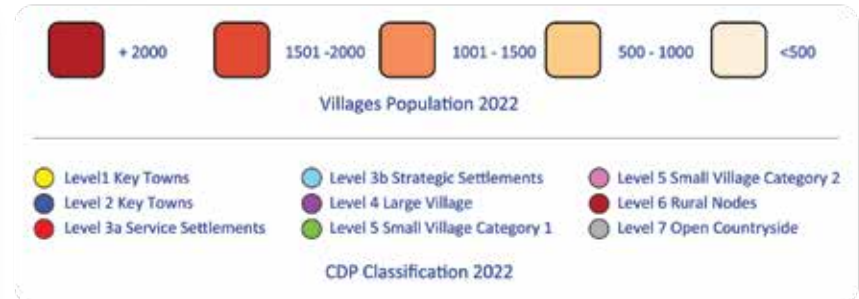 + 2000 1501 -2000 1001 - 1500 500 - 1000 <500
Villages Population 2022
Level1 Key Towns Level 3b Strategic Settlements Level 5 Small Village Category 2
Level 2 Key Towns Level 4 Large Village Level 6 Rural Nodes
Level 3a Service Settlements Level 5 Small Village Category 1 Level 7 Open Countryside
CDP Classification 2022